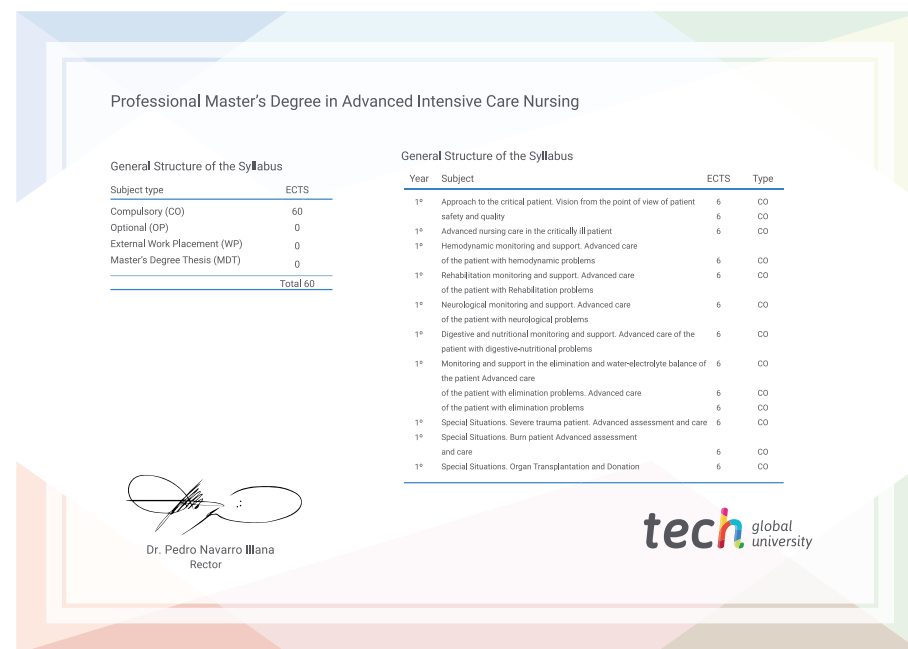 Professional Master's Degree in Advanced Intensive Care Nursing
General Structure of the Syllabus
Subject type ECTS
Compulsory (CO) 60
Optional (OP) 0
External Work Placement (WP) 0
Master's Degree Thesis (MDT) 0
Total 60
General Structure of the Syllabus
Year Subject ECTS Type
1º Approach to the critical patient. Vision from the point of view of patient 6 CO
safety and quality 6 CO
1º Advanced nursing care in the critically ill patient 6 CO
1º Hemodynamic monitoring and support. Advanced care
of the patient with hemodynamic problems 6 CO
1º Rehabilitation monitoring and support. Advanced care 6 CO
of the patient with Rehabilitation problems
1º Neurological monitoring and support. Advanced care 6 CO
of the patient with neurological problems
1º Digestive and nutritional monitoring and support. Advanced care of the 6 CO
patient with digestive-nutritional problems
1º Monitoring and support in the elimination and water-electrolyte balance of 6 CO
the patient Advanced care
of the patient with elimination problems. Advanced care 6 CO
of the patient with elimination problems 6 CO
1º Special Situations. Severe trauma patient. Advanced assessment and care 6 CO
1º Special Situations. Burn patient Advanced assessment
and care 6 CO
1º Special Situations. Organ Transplantation and Donation 6 CO
Dr. Pedro Navarro Illana
Rector
tech global
university